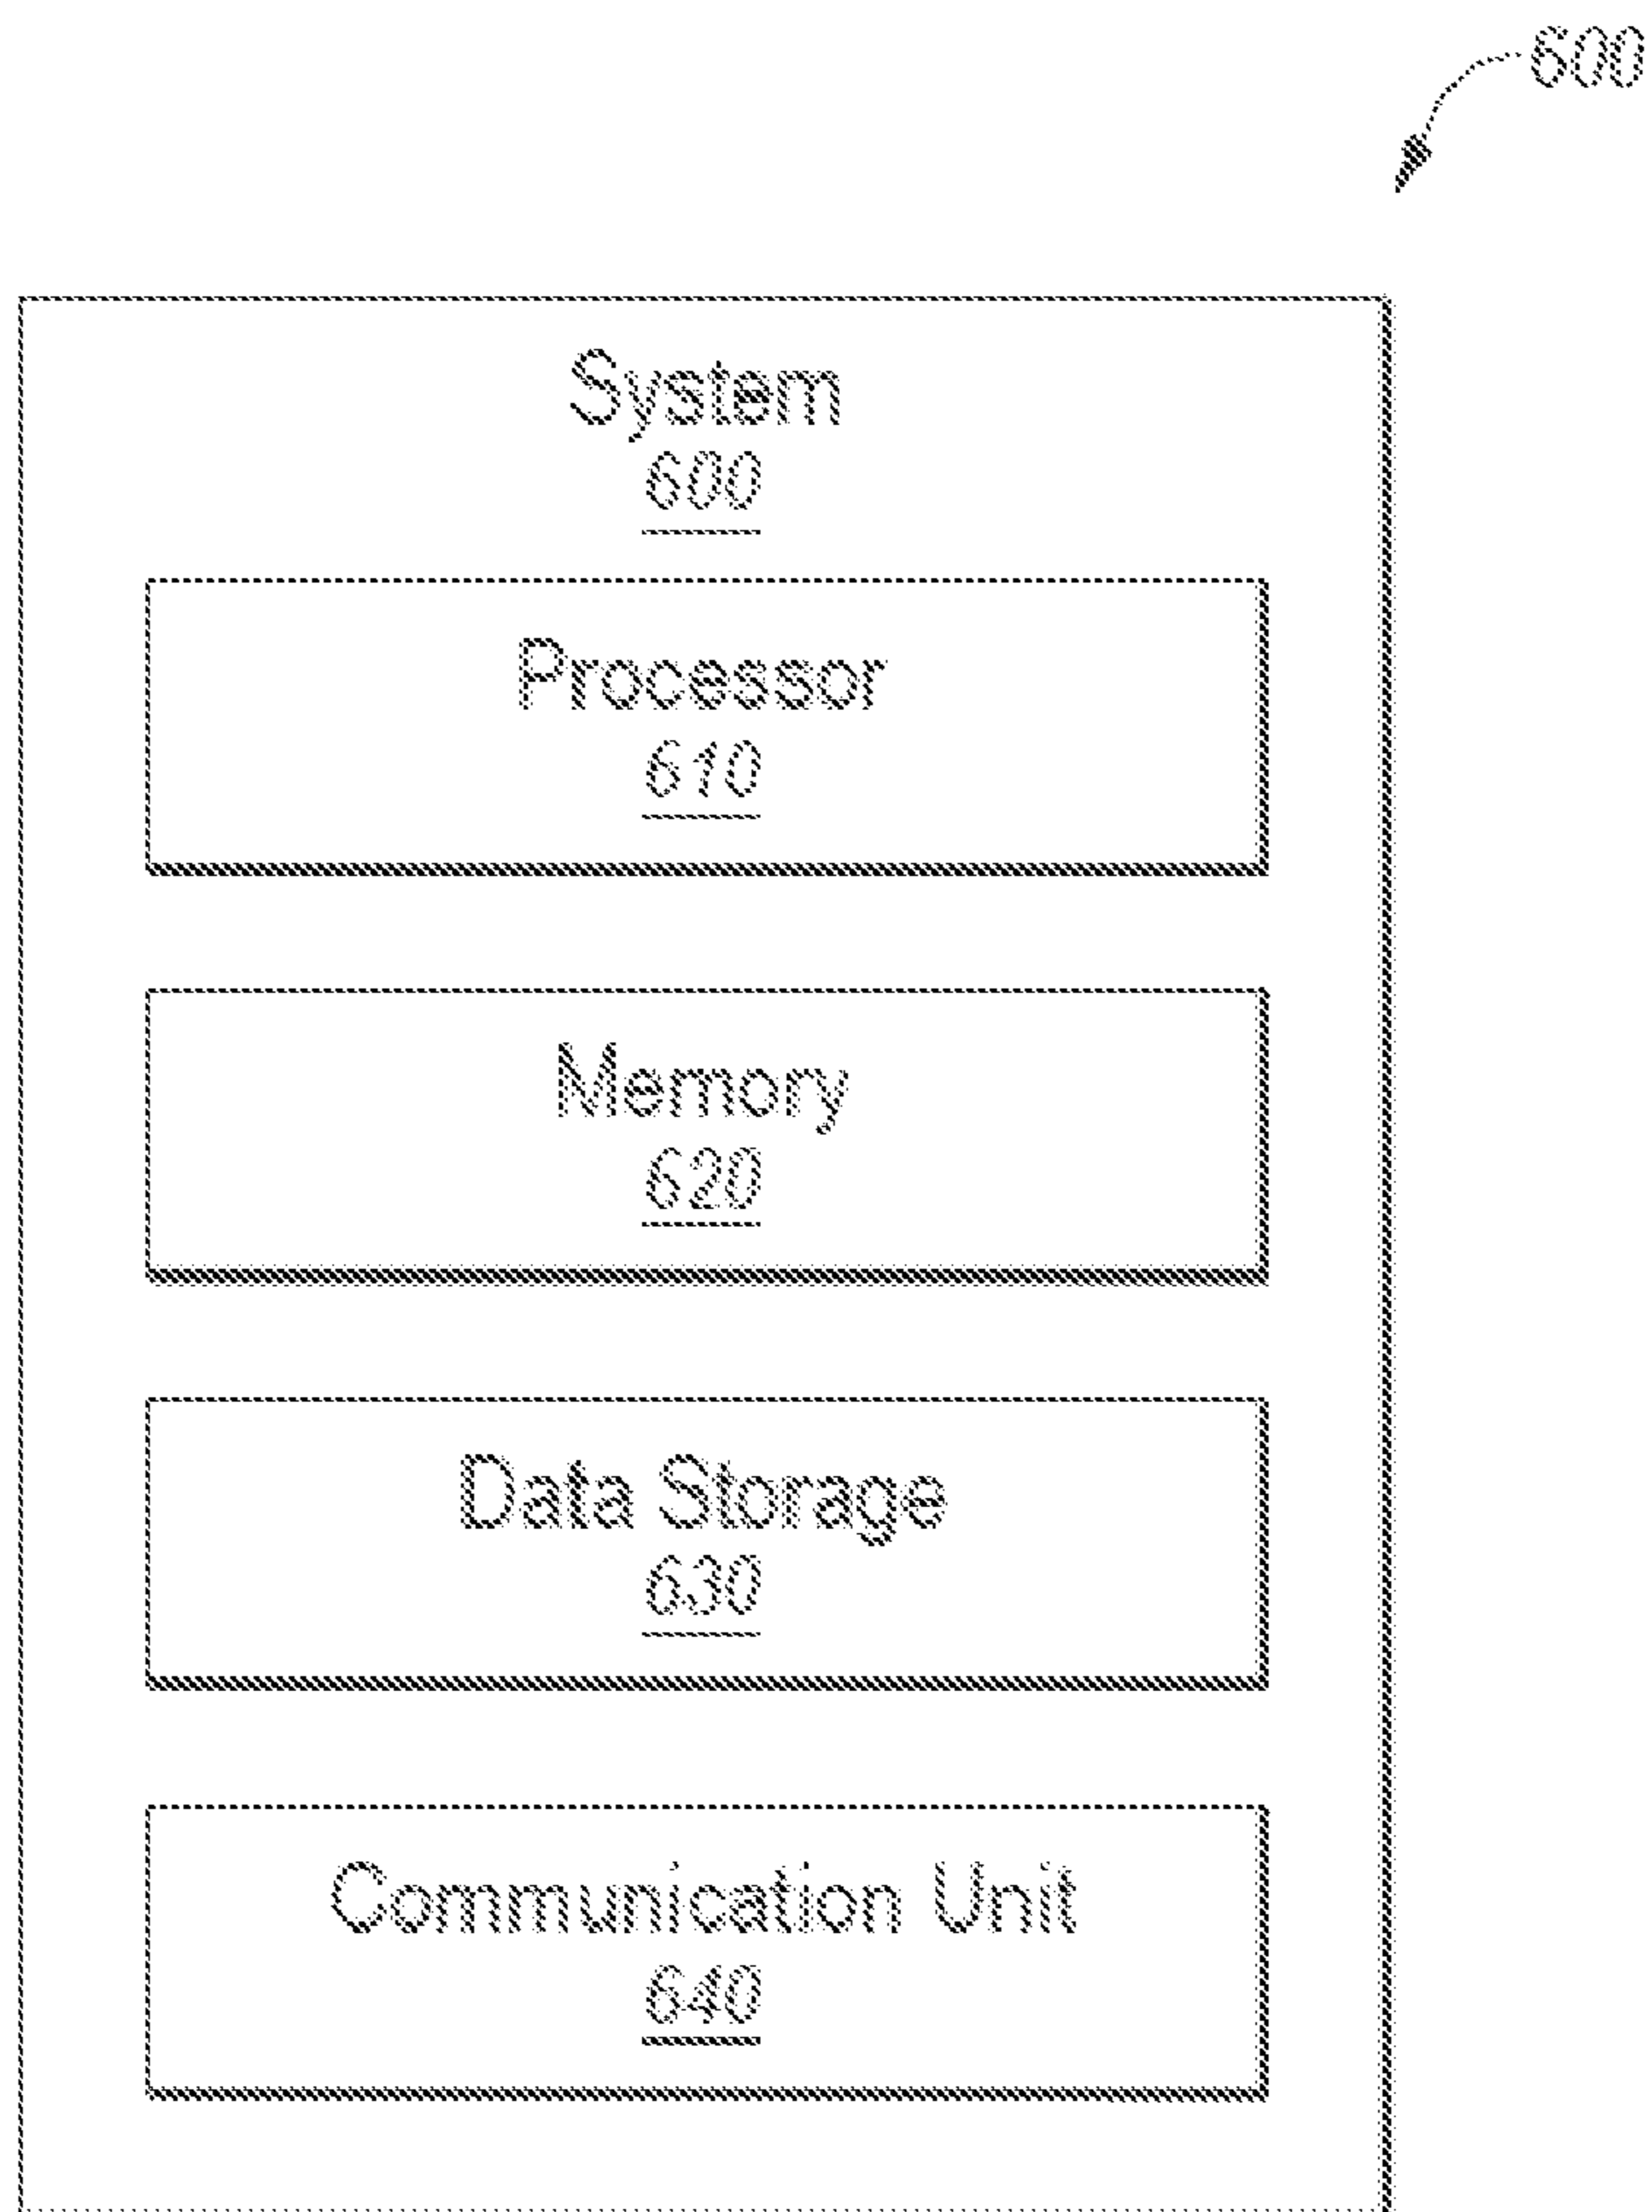 600
System
600
Processor
610
Memory
620
Data Storage
630
Communication Unit
640